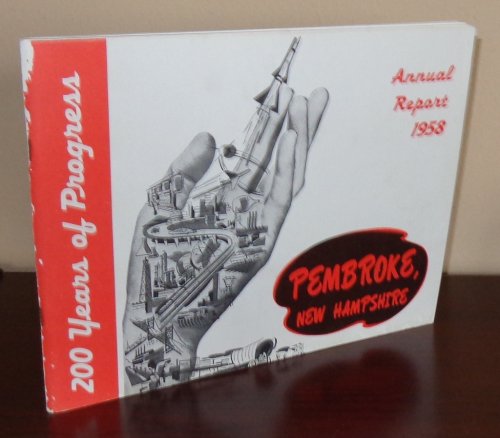 200 Years of Progress
Annual
Report
1958
PEMBROKE,
NEW HAMPSHIRE